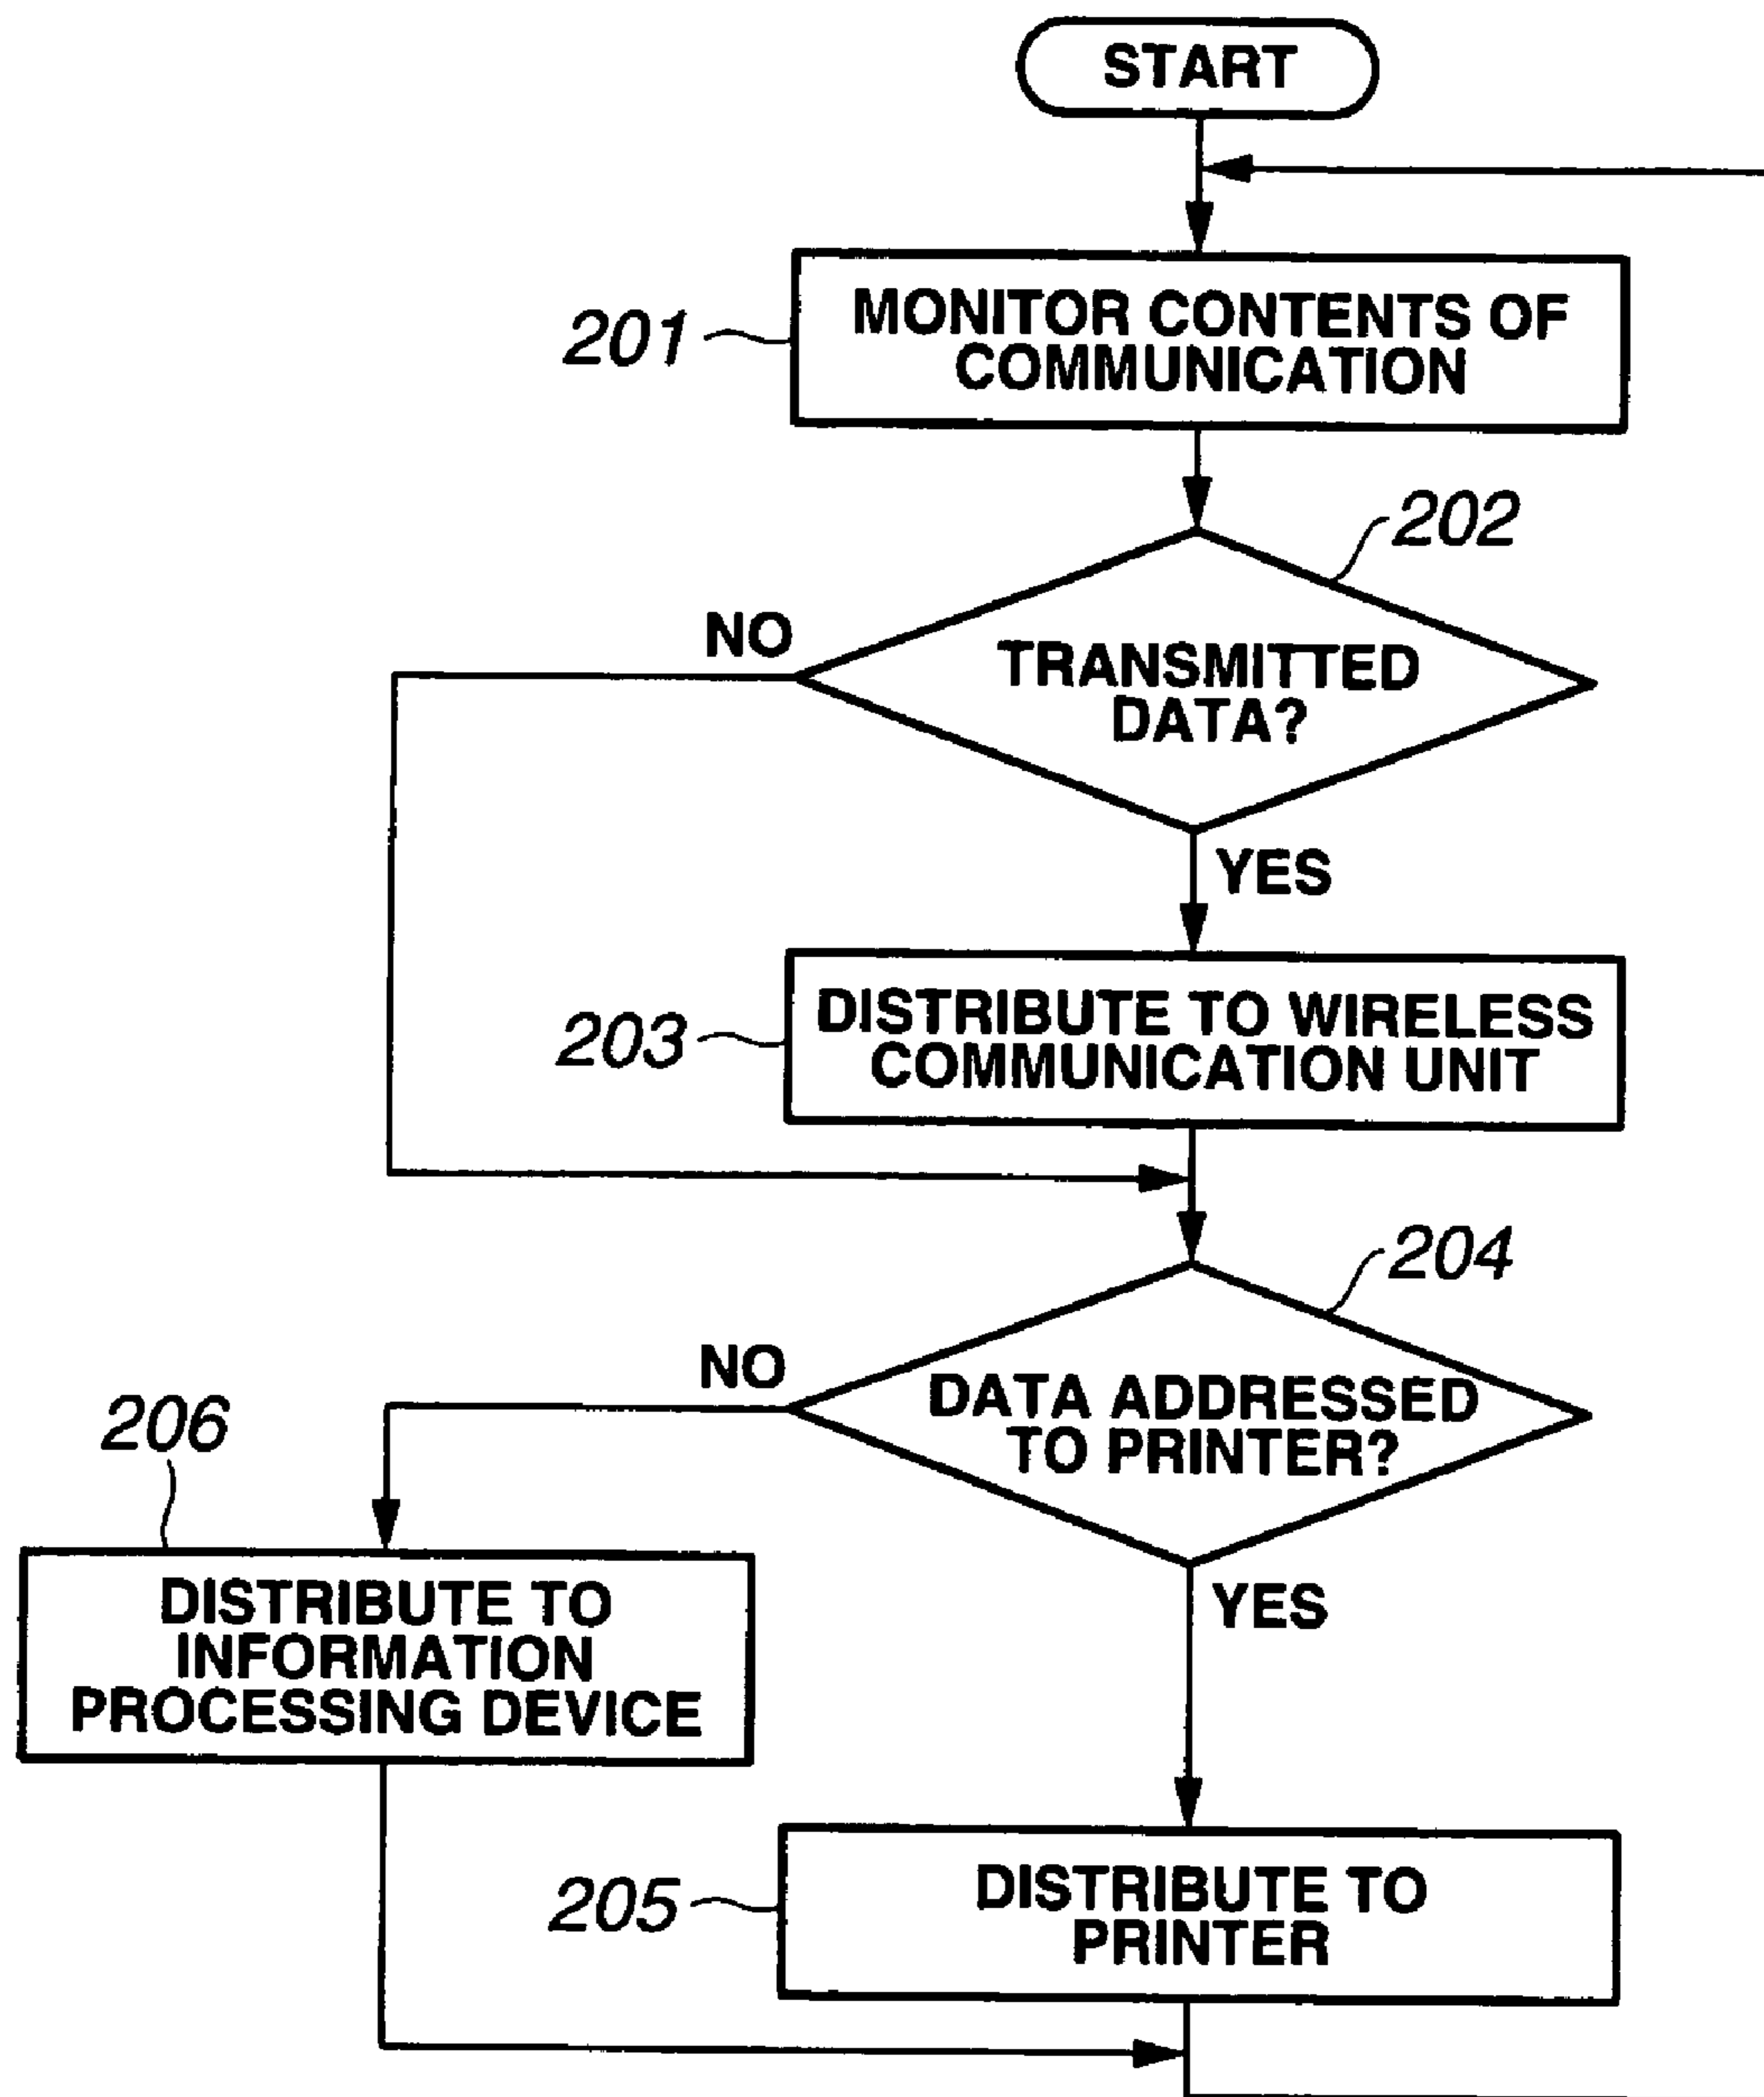 START
201
MONITOR CONTENTS OF
COMMUNICATION
202
NO
TRANSMITTED
DATA?
YES
203
DISTRIBUTE TO WIRELESS
COMMUNICATION UNIT
204
NO
DATA ADDRESSED
TO PRINTER?
206
YES
DISTRIBUTE TO
INFORMATION
PROCESSING DEVICE
205
DISTRIBUTE TO
PRINTER